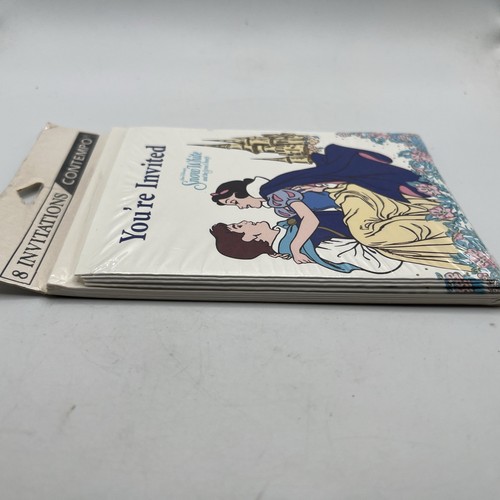 8 INVITATIONS
CONTEMPO
You're Invited
Snow White